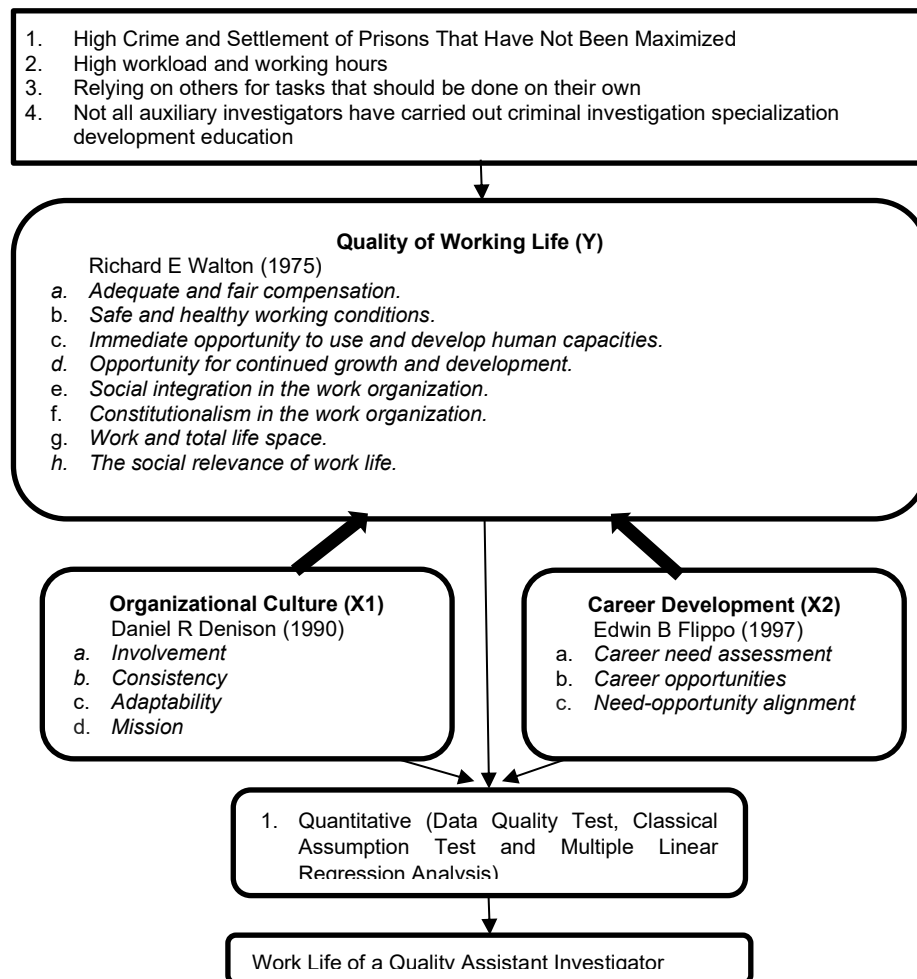 1. High Crime and Settlement of Prisons That Have Not Been Maximized
2. High workload and working hours
3. Relying on others for tasks that should be done on their own
4. Not all auxiliary investigators have carried out criminal investigation specialization
development education
Quality of Working Life (Y)
Richard E Walton (1975)
a. Adequate and fair compensation.
b. Safe and healthy working conditions.
c. Immediate opportunity to use and develop human capacities.
d. Opportunity for continued growth and development.
e. Social integration in the work organization.
f. Constitutionalism in the work organization.
g. Work and total life space.
h. The social relevance of work life.
Organizational Culture (X1)
Daniel R Denison (1990)
a. Involvement
b. Consistency
c. Adaptability
d. Mission
Career Development (X2)
Edwin B Flippo (1997)
a. Career need assessment
b. Career opportunities
c. Need-opportunity alignment
1. Quantitative (Data Quality Test, Classical
Assumption Test and Multiple Linear
Regression Analysis)
Work Life of a Quality Assistant Investigator